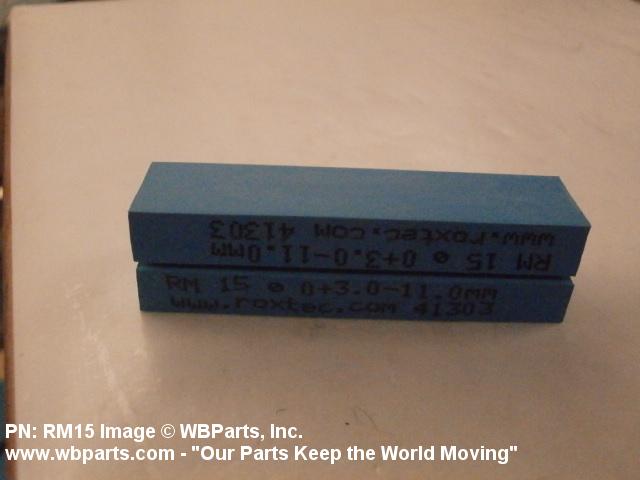 www.roxtec.com 41303
RM 15 ø 0+3.0-11.0mm
RM 15 ø 0+3.0-11.0mm
www.roxtec.com 41303
PN: RM15 Image © WBParts, Inc.
www.wbparts.com - "Our Parts Keep the World Moving"